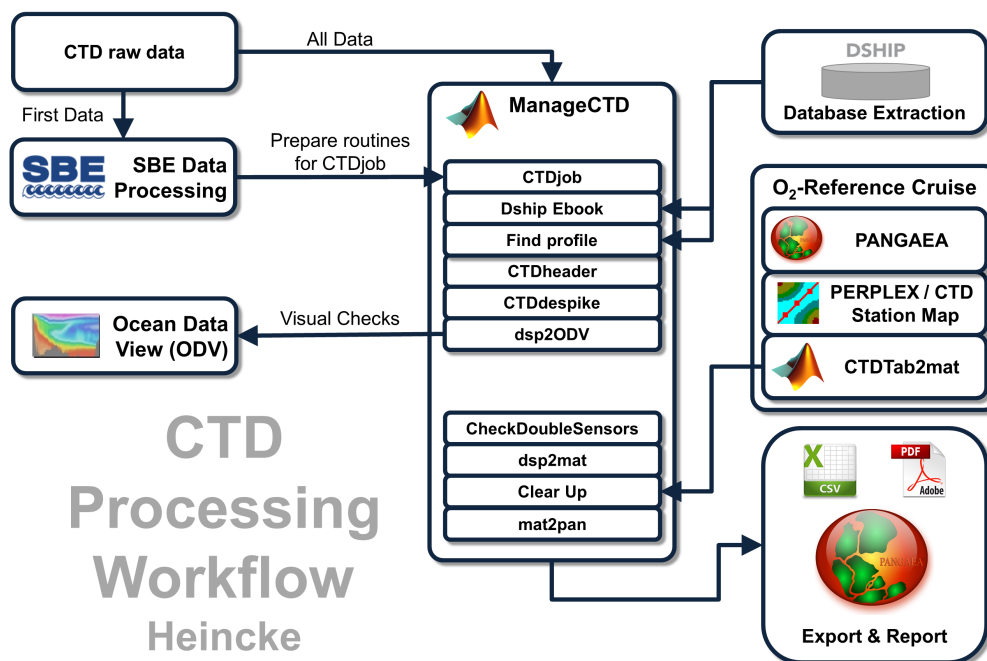 CTD raw data
All Data
First Data
SBE
SBE Data
Processing
Prepare routines
for CTDjob
ManageCTD
CTDjob
Dship Ebook
Find profile
CTDheader
CTDdespike
dsp2ODV
CheckDoubleSensors
dsp2mat
Clear Up
mat2pan
Visual Checks
Ocean Data
View (ODV)
DSHIP
Database Extraction
O₂-Reference Cruise
PANGAEA
PERPLEX / CTD
Station Map
CTDTab2mat
X
CSV
PDF
Adobe
PANGAEA
Export & Report
CTD
Processing
Workflow
Heincke